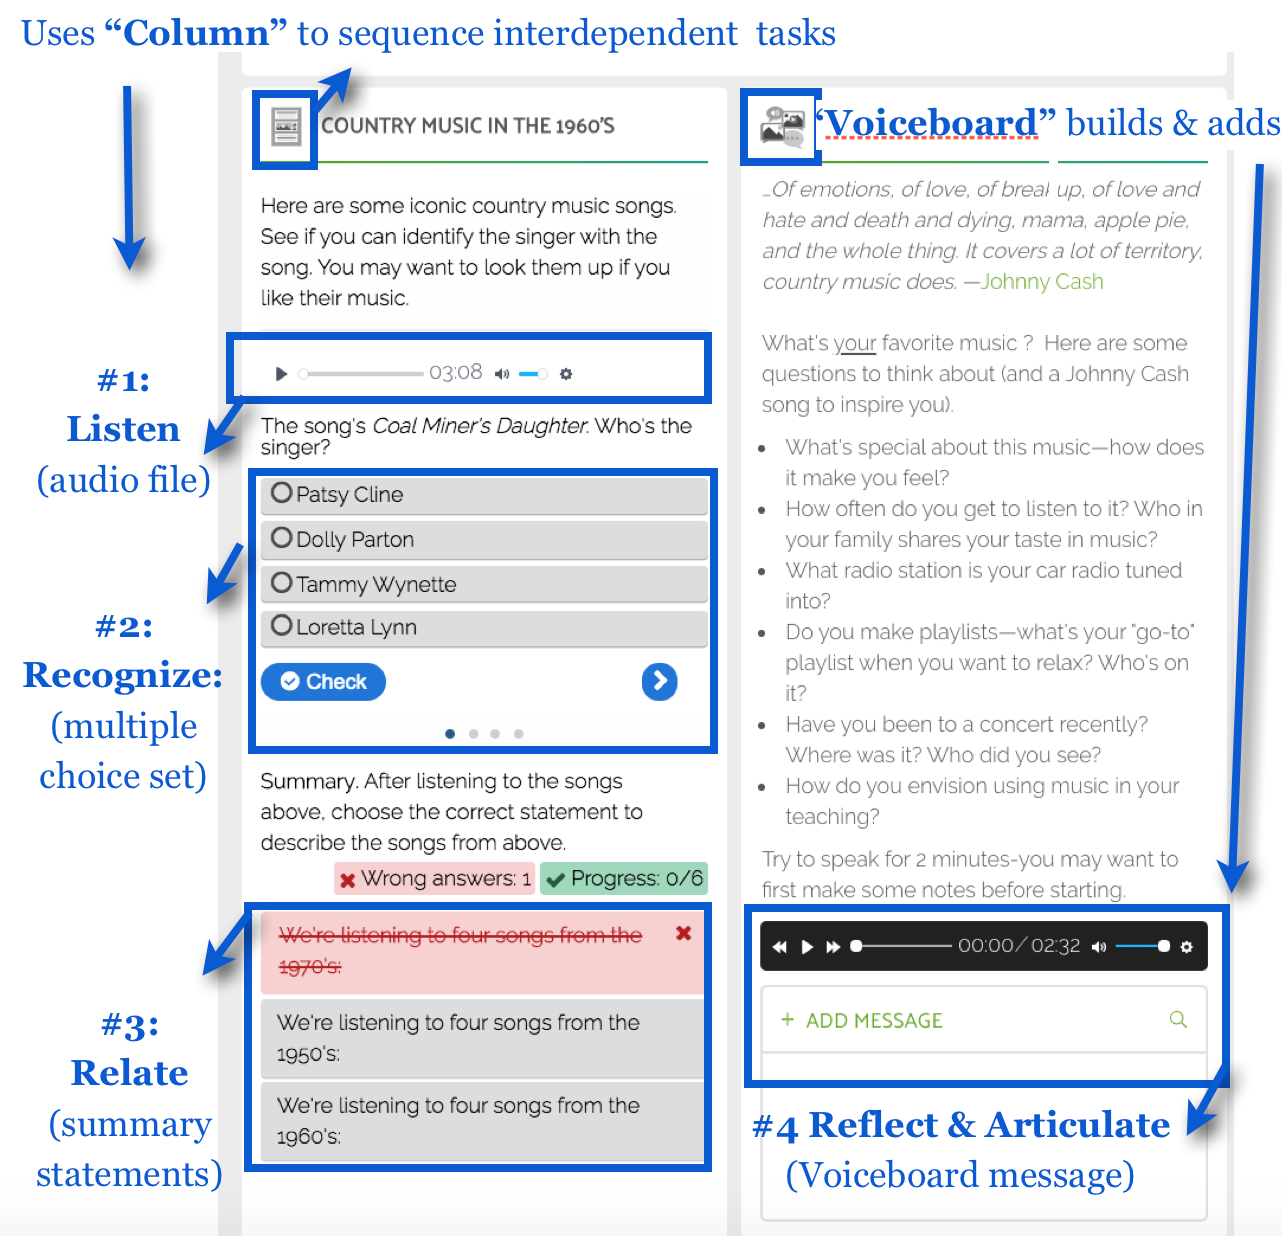 Uses “Column” to sequence interdependent tasks
COUNTRY MUSIC IN THE 1960'S
Here are some iconic country music songs.
See if you can identify the singer with the
song. You may want to look them up if you
like their music.
#1:
Listen
(audio file)
03:08
The song's Coal Miner's Daughter. Who's the
singer?
Patsy Cline
Dolly Parton
Tammy Wynette
Loretta Lynn
Check
#2:
Recognize:
(multiple
choice set)
Summary. After listening to the songs
above, choose the correct statement to
describe the songs from above.
Wrong answers: 1
Progress: 0/6
We're listening to four songs from the
1970's:
We're listening to four songs from the
1950's:
We're listening to four songs from the
1960's:
#3:
Relate
(summary
statements)
“Voiceboard” builds & adds
…Of emotions, of love, of break up, of love and
hate and death and dying, mama, apple pie,
and the whole thing. It covers a lot of territory,
country music does. —Johnny Cash
What's your favorite music ? Here are some
questions to think about (and a Johnny Cash
song to inspire you).
• What's special about this music—how does
it make you feel?
• How often do you get to listen to it? Who in
your family shares your taste in music?
• What radio station is your car radio tuned
into?
• Do you make playlists—what's your "go-to"
playlist when you want to relax? Who's on
it?
• Have you been to a concert recently?
Where was it? Who did you see?
• How do you envision using music in your
teaching?
Try to speak for 2 minutes-you may want to
first make some notes before starting.
00:00/02:32
+ ADD MESSAGE
#4 Reflect & Articulate
(Voiceboard message)